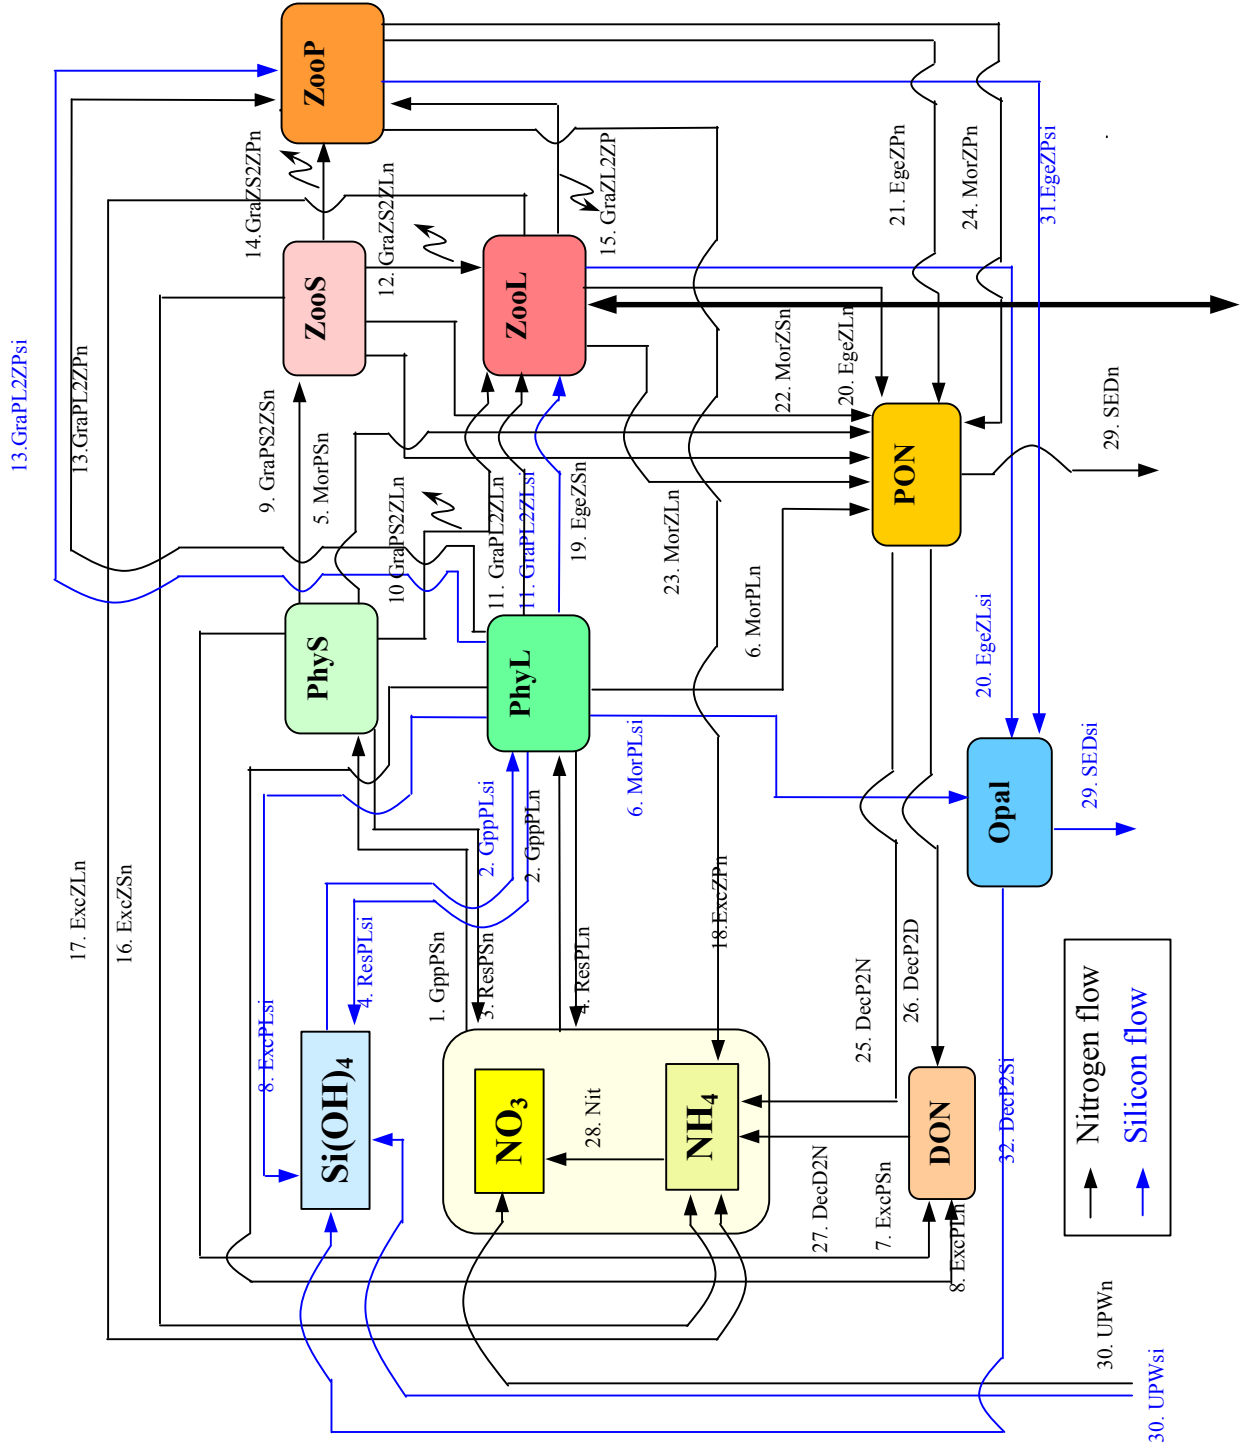 13.GraPL2ZPsi
13.GraPL2ZPn
17. ExcZLn
16. ExcZSn
14.GraZS2ZPn
9. GraPS2ZSn
5. MorPSn
12. GraZS2ZLn
10 GraPS2ZLn
11. GraPL2ZLn
11. GraPL2ZLsi
15. GraZL2ZP
19. EgeZSn
23. MorZLn
22. MorZSn
20. EgeZLn
21. EgeZPn
24. MorZPn
31.EgeZPsi
6. MorPLn
6. MorPLsi
20. EgeZLsi
29. SEDn
29. SEDsi
8. ExcPLsi
4. ResPLsi
1. GppPSn
3. ResPSn
2. GppPLsi
2. GppPLn
4. ResPLn
18.ExcZPn
25. DecP2N
26. DecP2D
28. Nit
27. DecD2N
7. ExcPSn
8. ExcPLn
32. DecP2Si
30. UPWn
30. UPWsi
ZooP
ZooS
ZooL
PhyS
PhyL
PON
Opal
Si(OH)4
NO3
NH4
DON
Nitrogen flow
Silicon flow